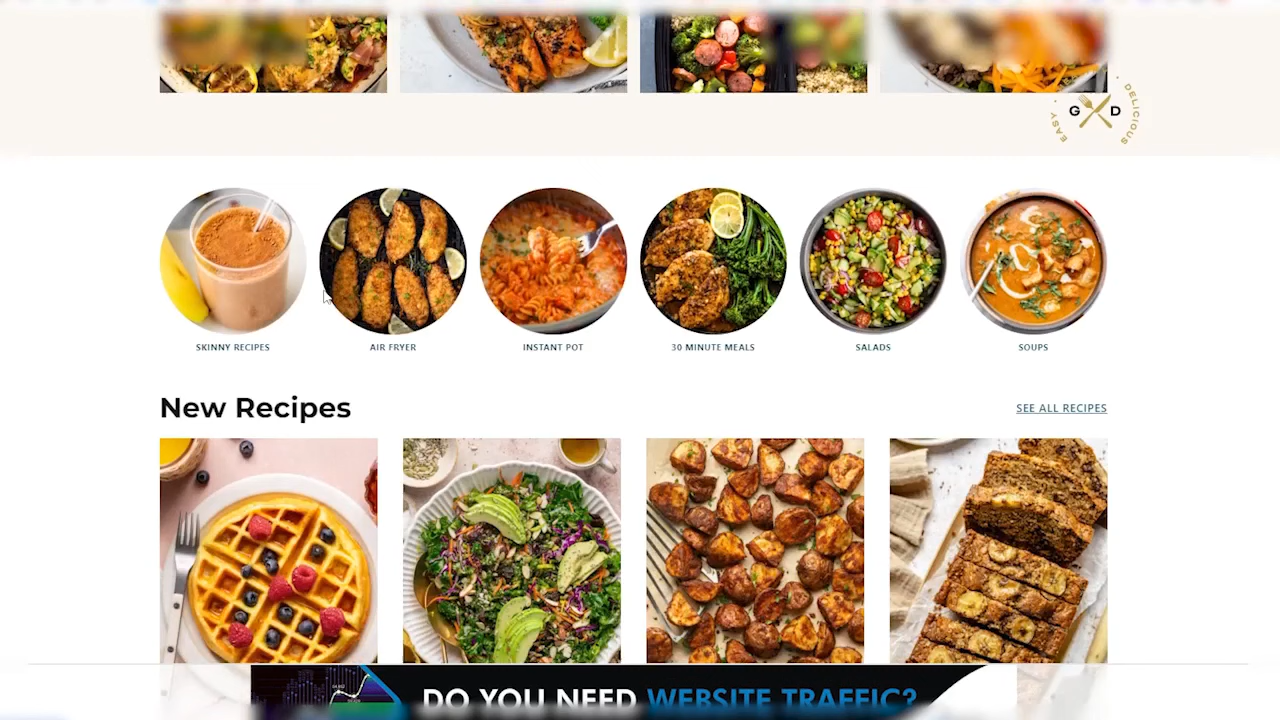 EASY · G D · DELICIOUS
SKINNY RECIPES
AIR FRYER
INSTANT POT
30 MINUTE MEALS
SALADS
SOUPS
New Recipes
SEE ALL RECIPES
DO YOU NEED WEBSITE TRAFFIC?